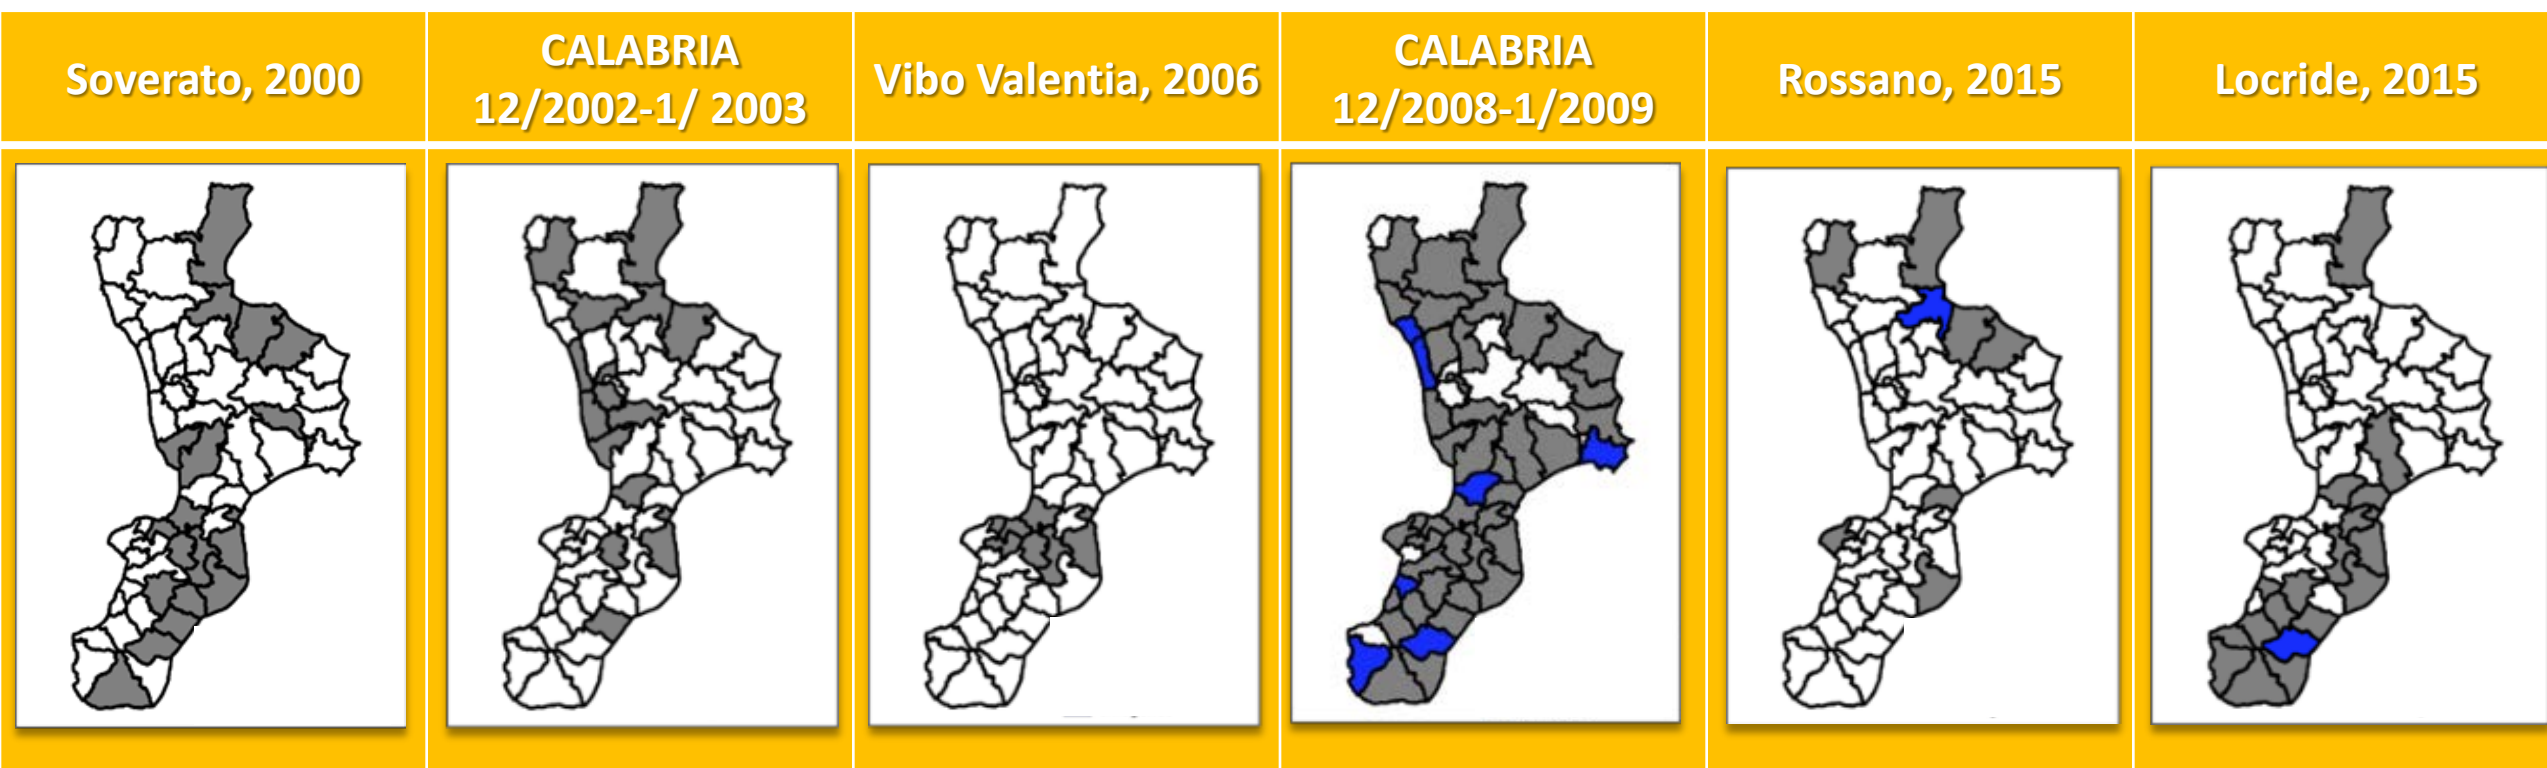 Soverato, 2000
CALABRIA
12/2002-1/ 2003
Vibo Valentia, 2006
CALABRIA
12/2008-1/2009
Rossano, 2015
Locride, 2015